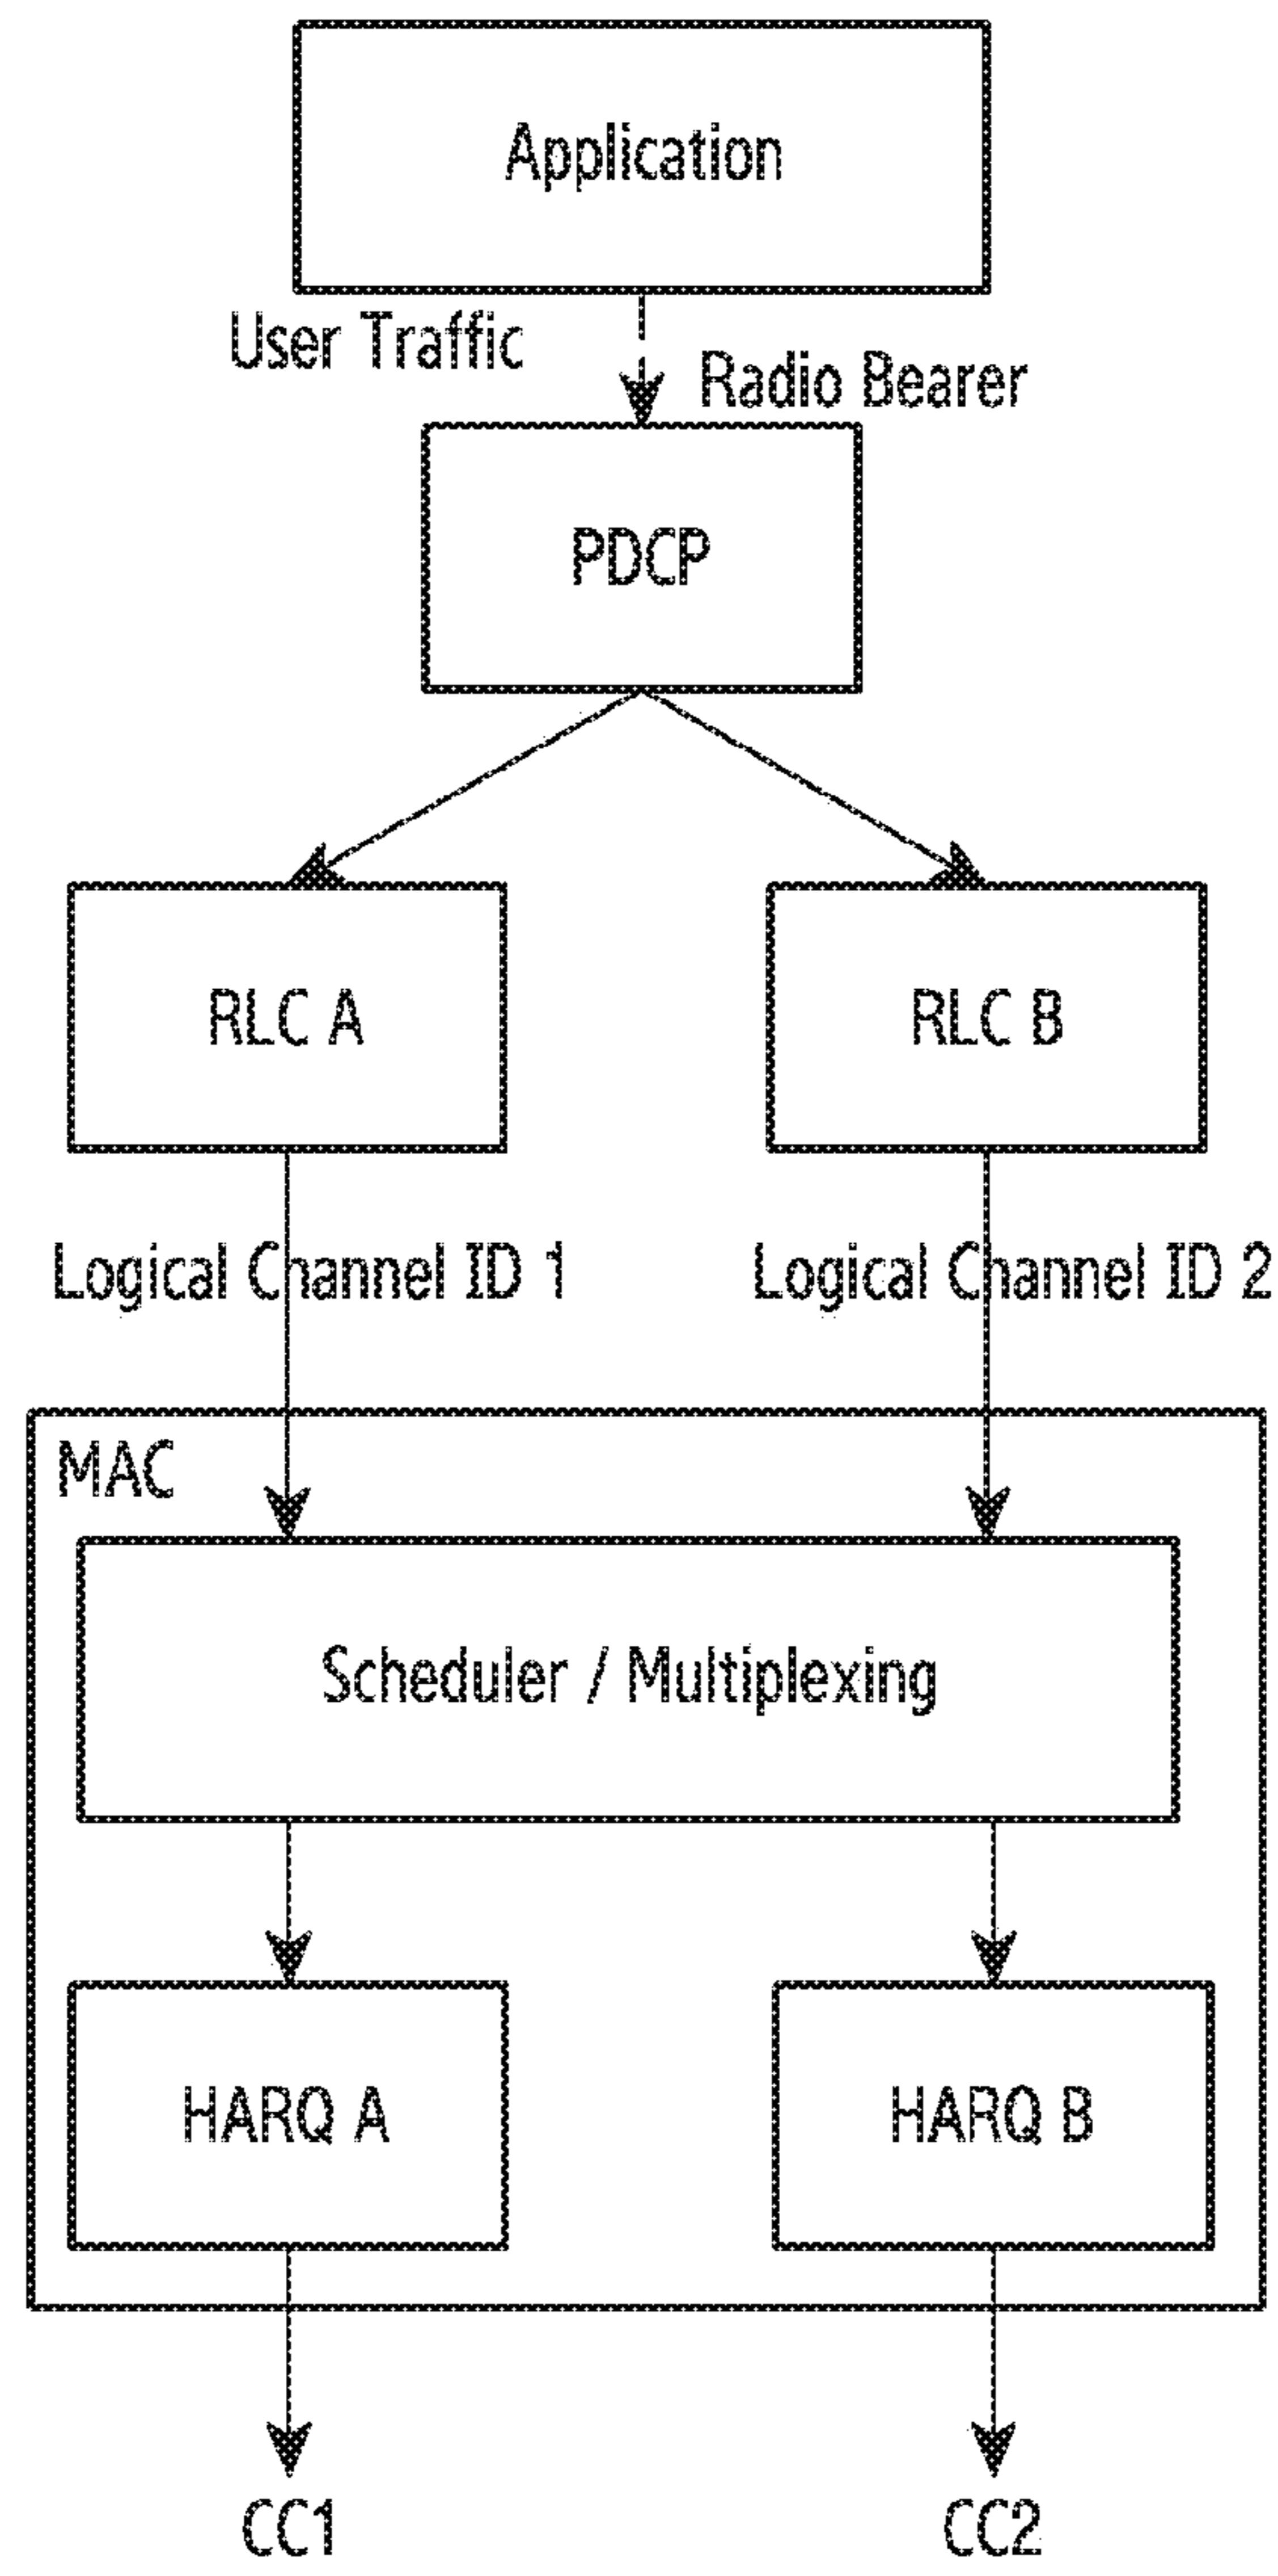 Application
User Traffic
Radio Bearer
PDCP
RLC A
RLC B
Logical Channel ID 1
Logical Channel ID 2
MAC
Scheduler / Multiplexing
HARQ A
HARQ B
CC1
CC2